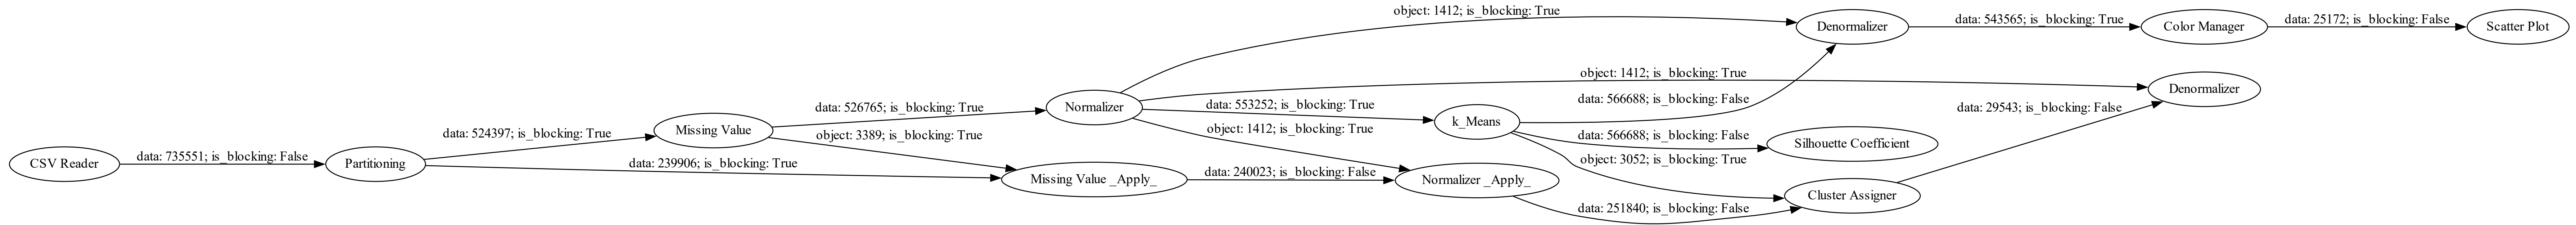 object: 1412; is_blocking: True
Denormalizer
data: 543565; is_blocking: True
Color Manager
data: 25172; is_blocking: False
Scatter Plot
object: 1412; is_blocking: True
Denormalizer
data: 526765; is_blocking: True
Normalizer
data: 553252; is_blocking: True
data: 566688; is_blocking: False
data: 29543; is_blocking: False
k_Means
data: 524397; is_blocking: True
Missing Value
object: 3389; is_blocking: True
object: 1412; is_blocking: True
data: 566688; is_blocking: False
Silhouette Coefficient
CSV Reader
data: 735551; is_blocking: False
Partitioning
data: 239906; is_blocking: True
Missing Value _Apply_
data: 240023; is_blocking: False
Normalizer _Apply_
object: 3052; is_blocking: True
Cluster Assigner
data: 251840; is_blocking: False